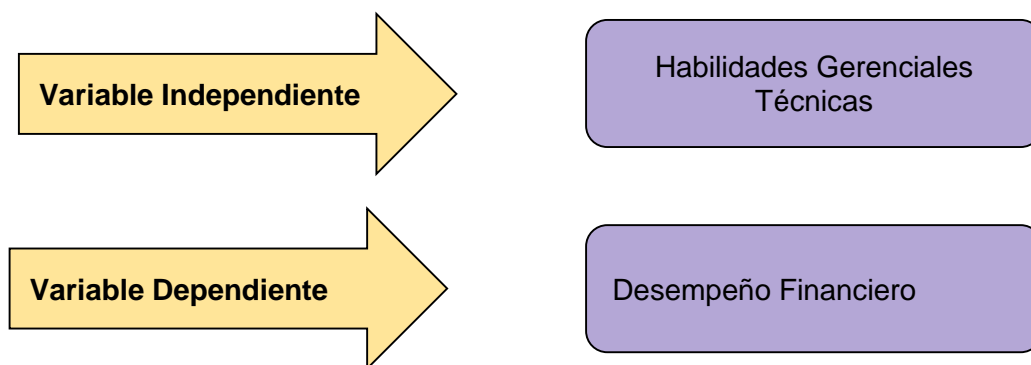 Variable Independiente
Habilidades Gerenciales
Técnicas
Variable Dependiente
Desempeño Financiero